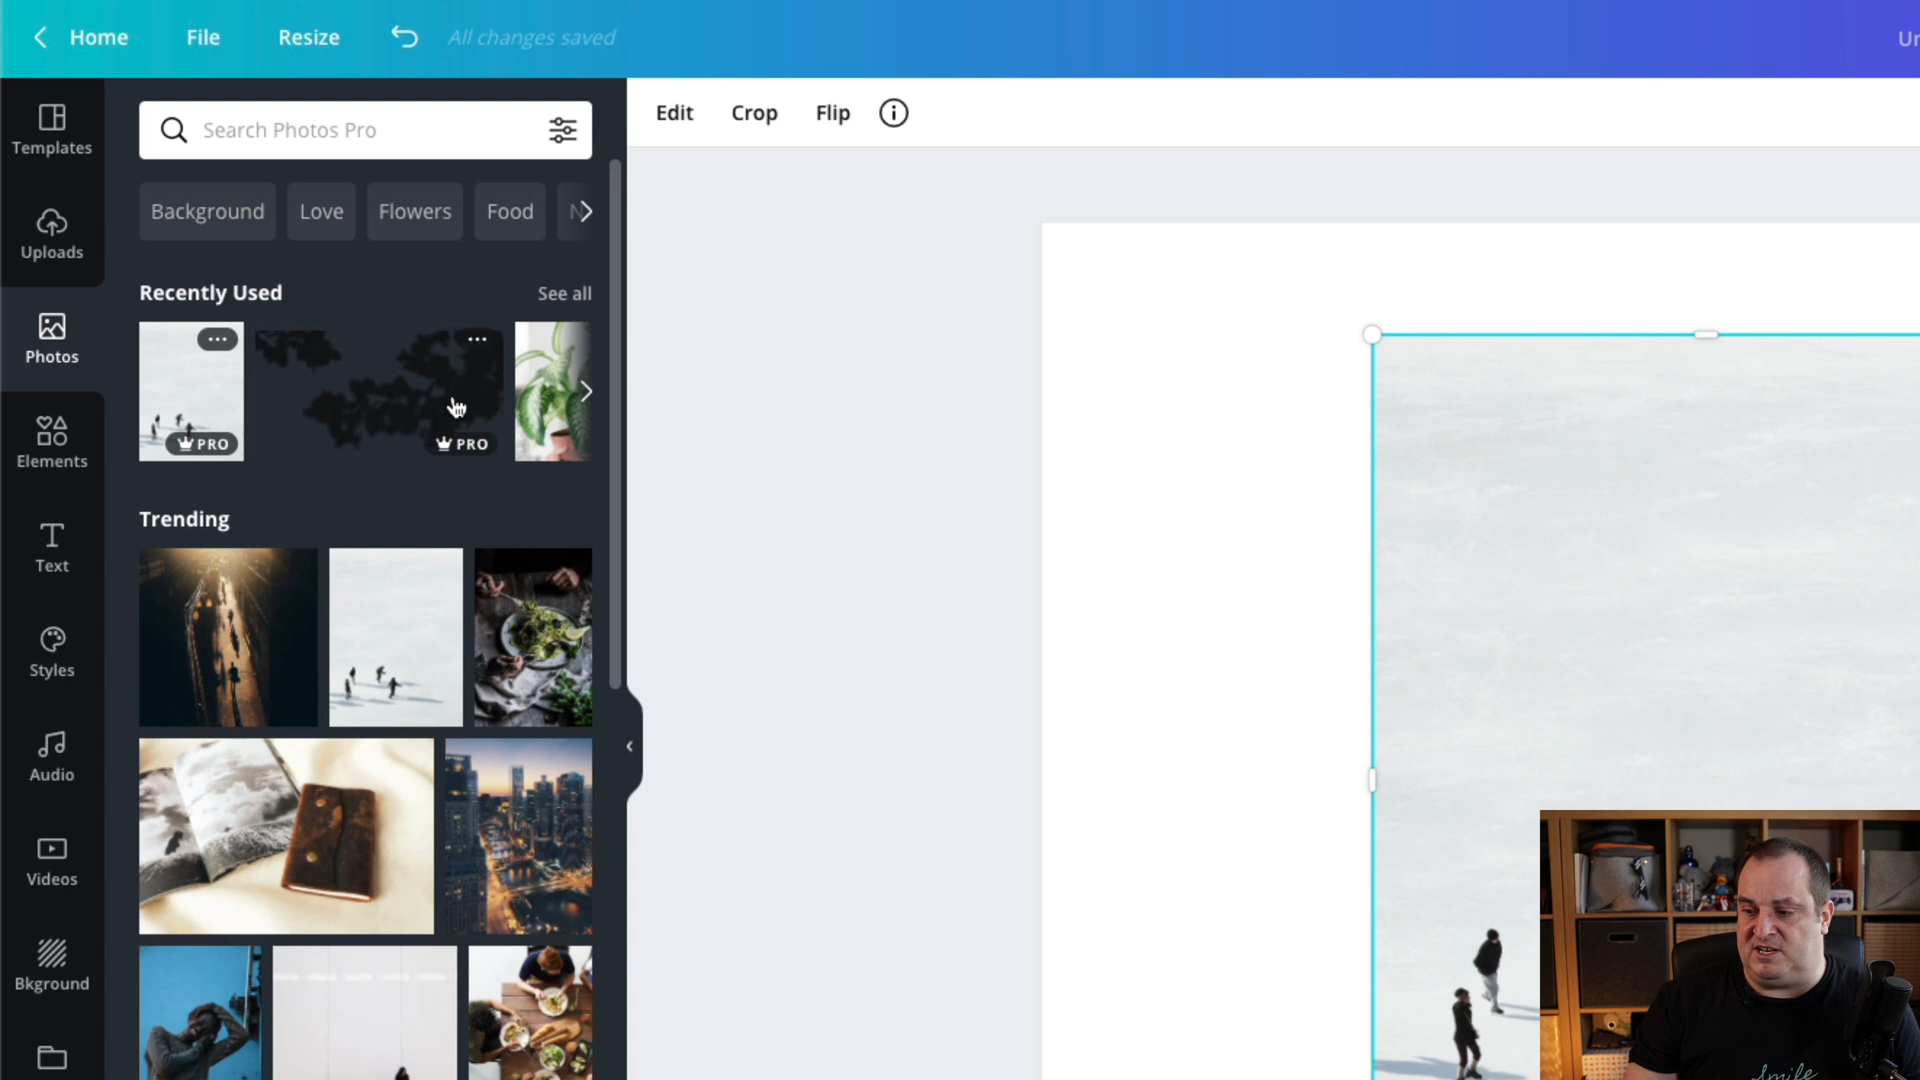 Home File Resize All changes saved
Edit Crop Flip
Templates
Uploads
Photos
Elements
Text
Styles
Audio
Videos
Bkground
Search Photos Pro
Background Love Flowers Food
Recently Used See all
PRO PRO
Trending
Smile